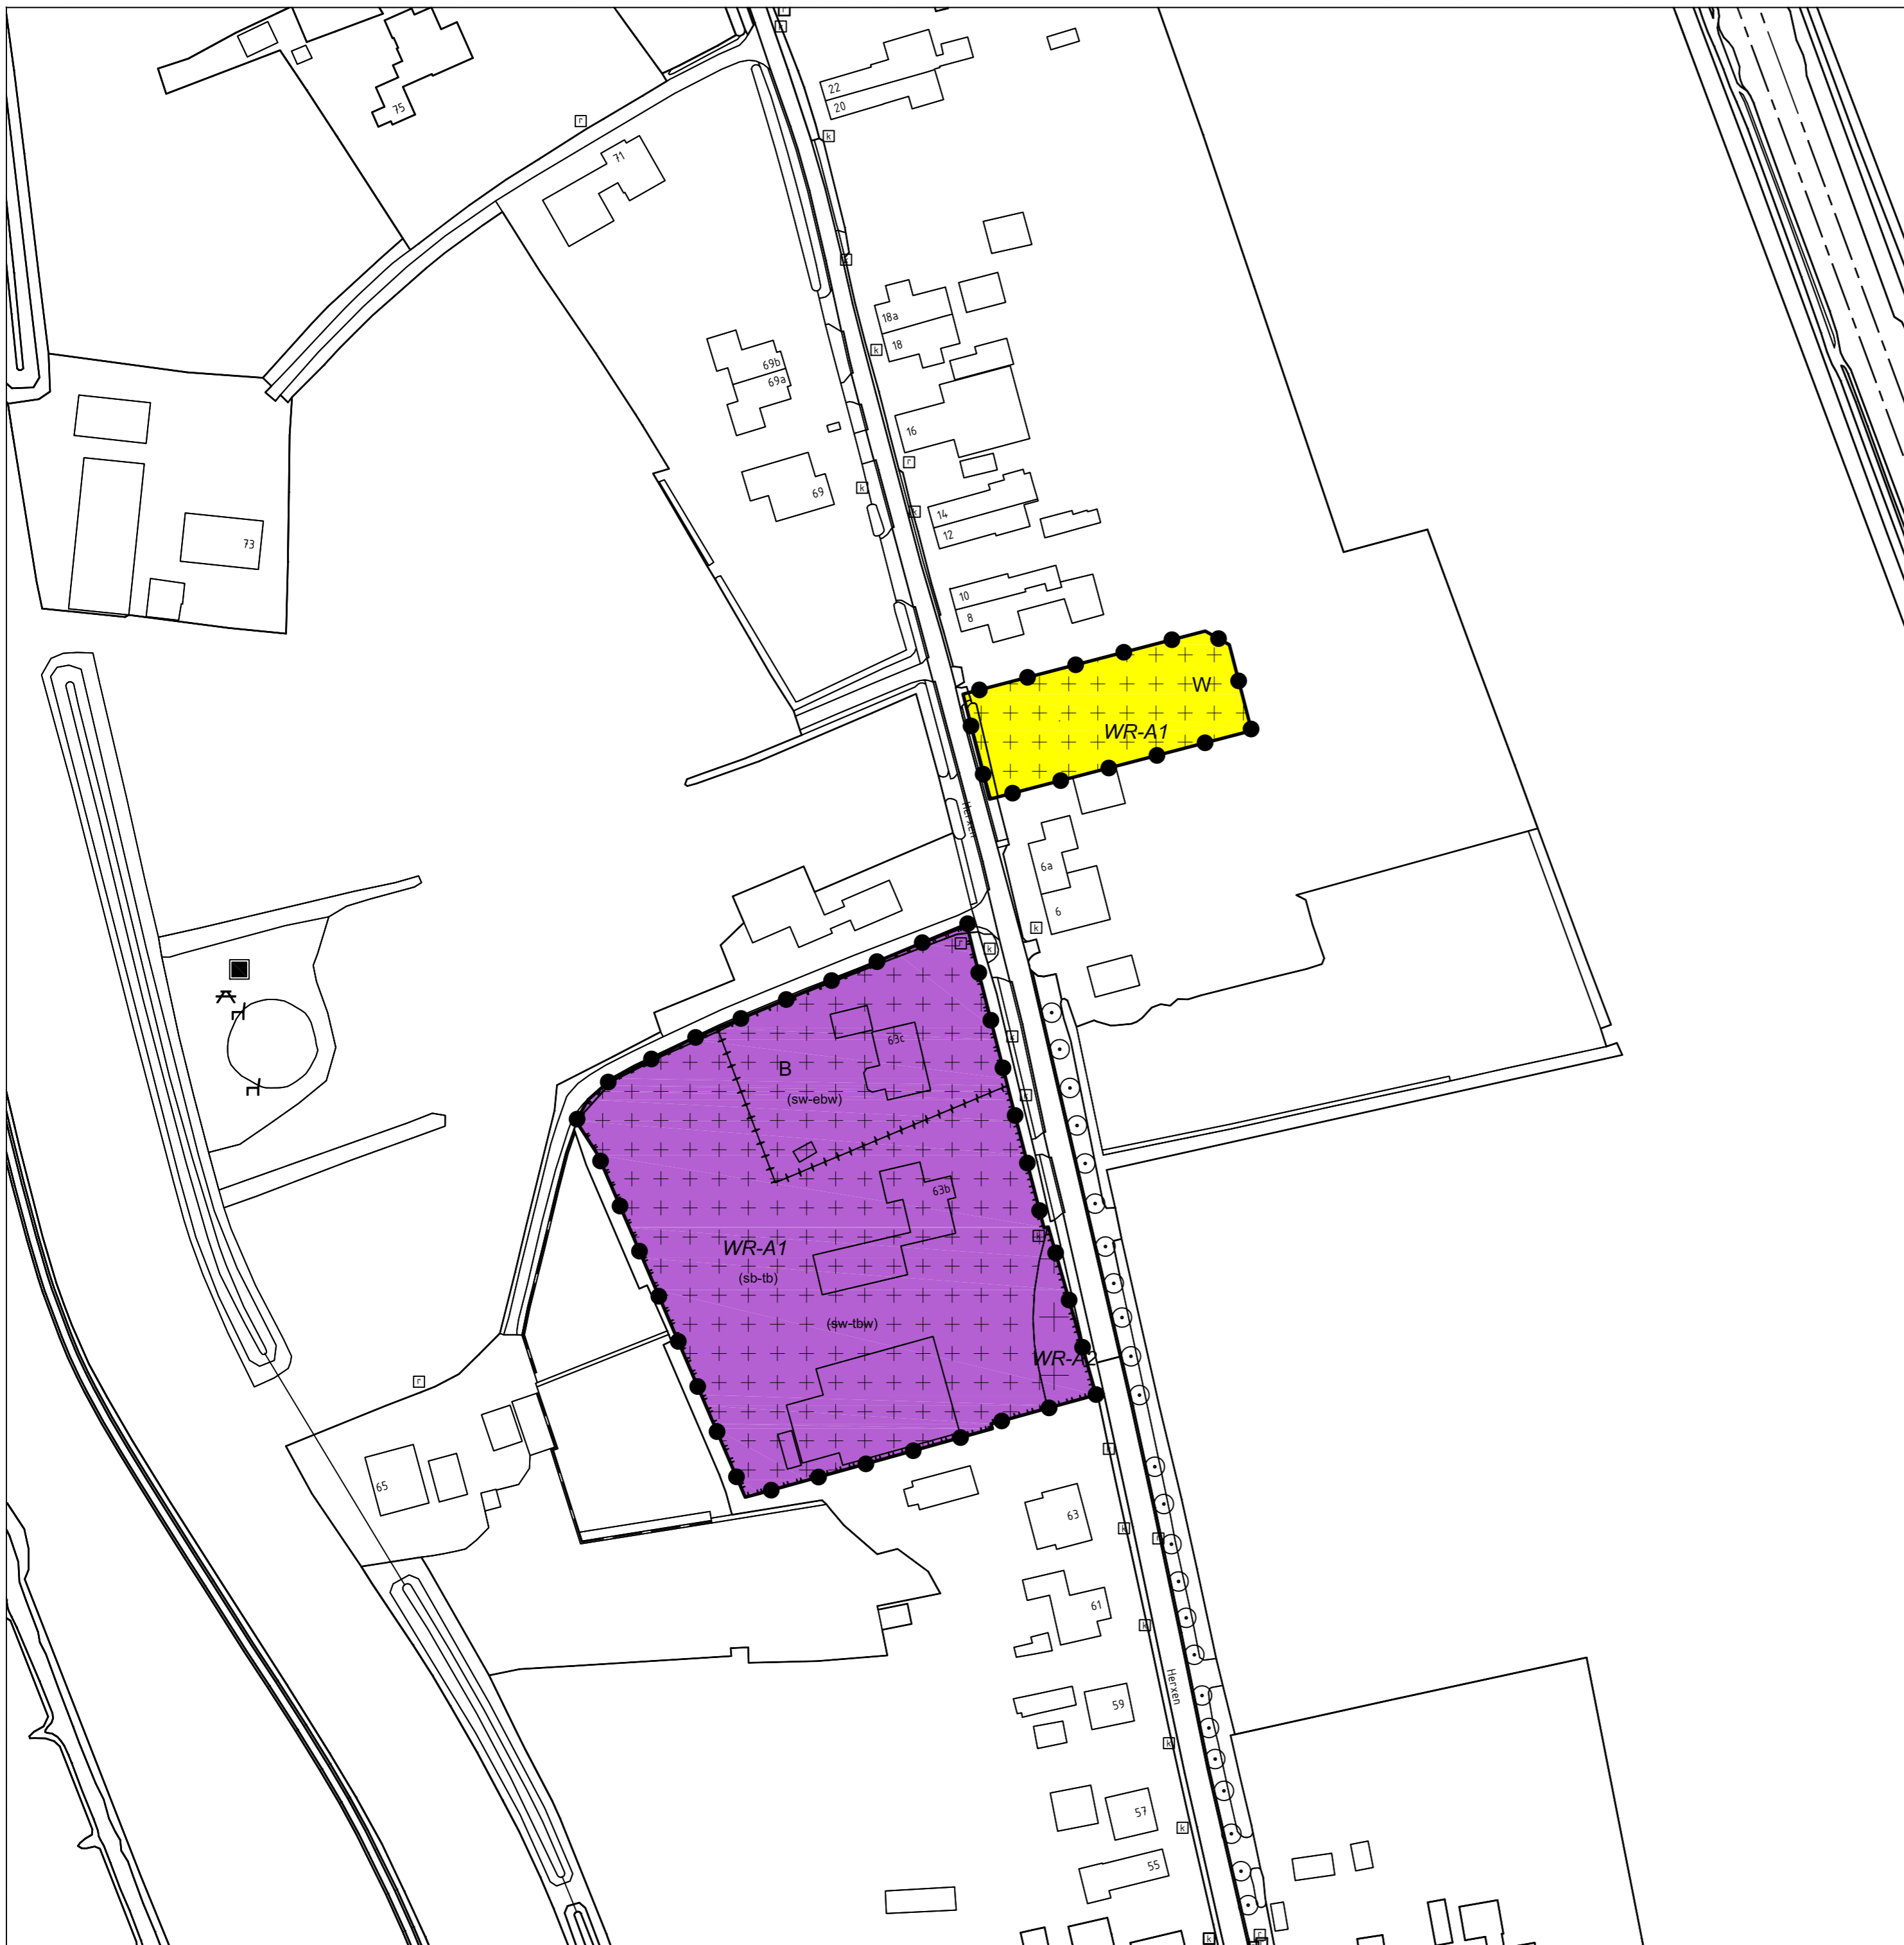 22
20
75
71
18a
18
69b
69a
16
69
14
12
73
10
8
W
WR-A1
Herxen
6a
6
63c
B
(sw-ebw)
63b
WR-A1
(sb-tb)
(sw-tbw)
WR-A2
65
63
61
Herxen
59
57
55
r
k
r
k
k
k
r
k
k
k
r
k
k
k
r
k
k
r
k
k
k
k
r